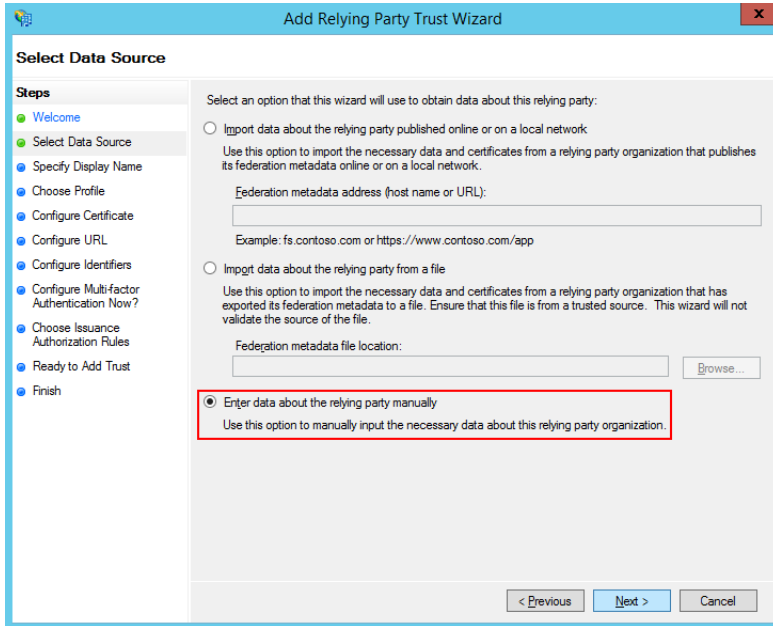 Add Relying Party Trust Wizard
x
Select Data Source
Steps
Welcome
Select Data Source
Specify Display Name
Choose Profile
Configure Certificate
Configure URL
Configure Identifiers
Configure Multi-factor
Authentication Now?
Choose Issuance
Authorization Rules
Ready to Add Trust
Finish
Select an option that this wizard will use to obtain data about this relying party:
Import data about the relying party published online or on a local network
Use this option to import the necessary data and certificates from a relying party organization that publishes
its federation metadata online or on a local network.
Federation metadata address (host name or URL):
Example: fs.contoso.com or https://www.contoso.com/app
Import data about the relying party from a file
Use this option to import the necessary data and certificates from a relying party organization that has
exported its federation metadata to a file. Ensure that this file is from a trusted source. This wizard will not
validate the source of the file.
Federation metadata file location:
Browse...
Enter data about the relying party manually
Use this option to manually input the necessary data about this relying party organization.
< Previous
Next >
Cancel